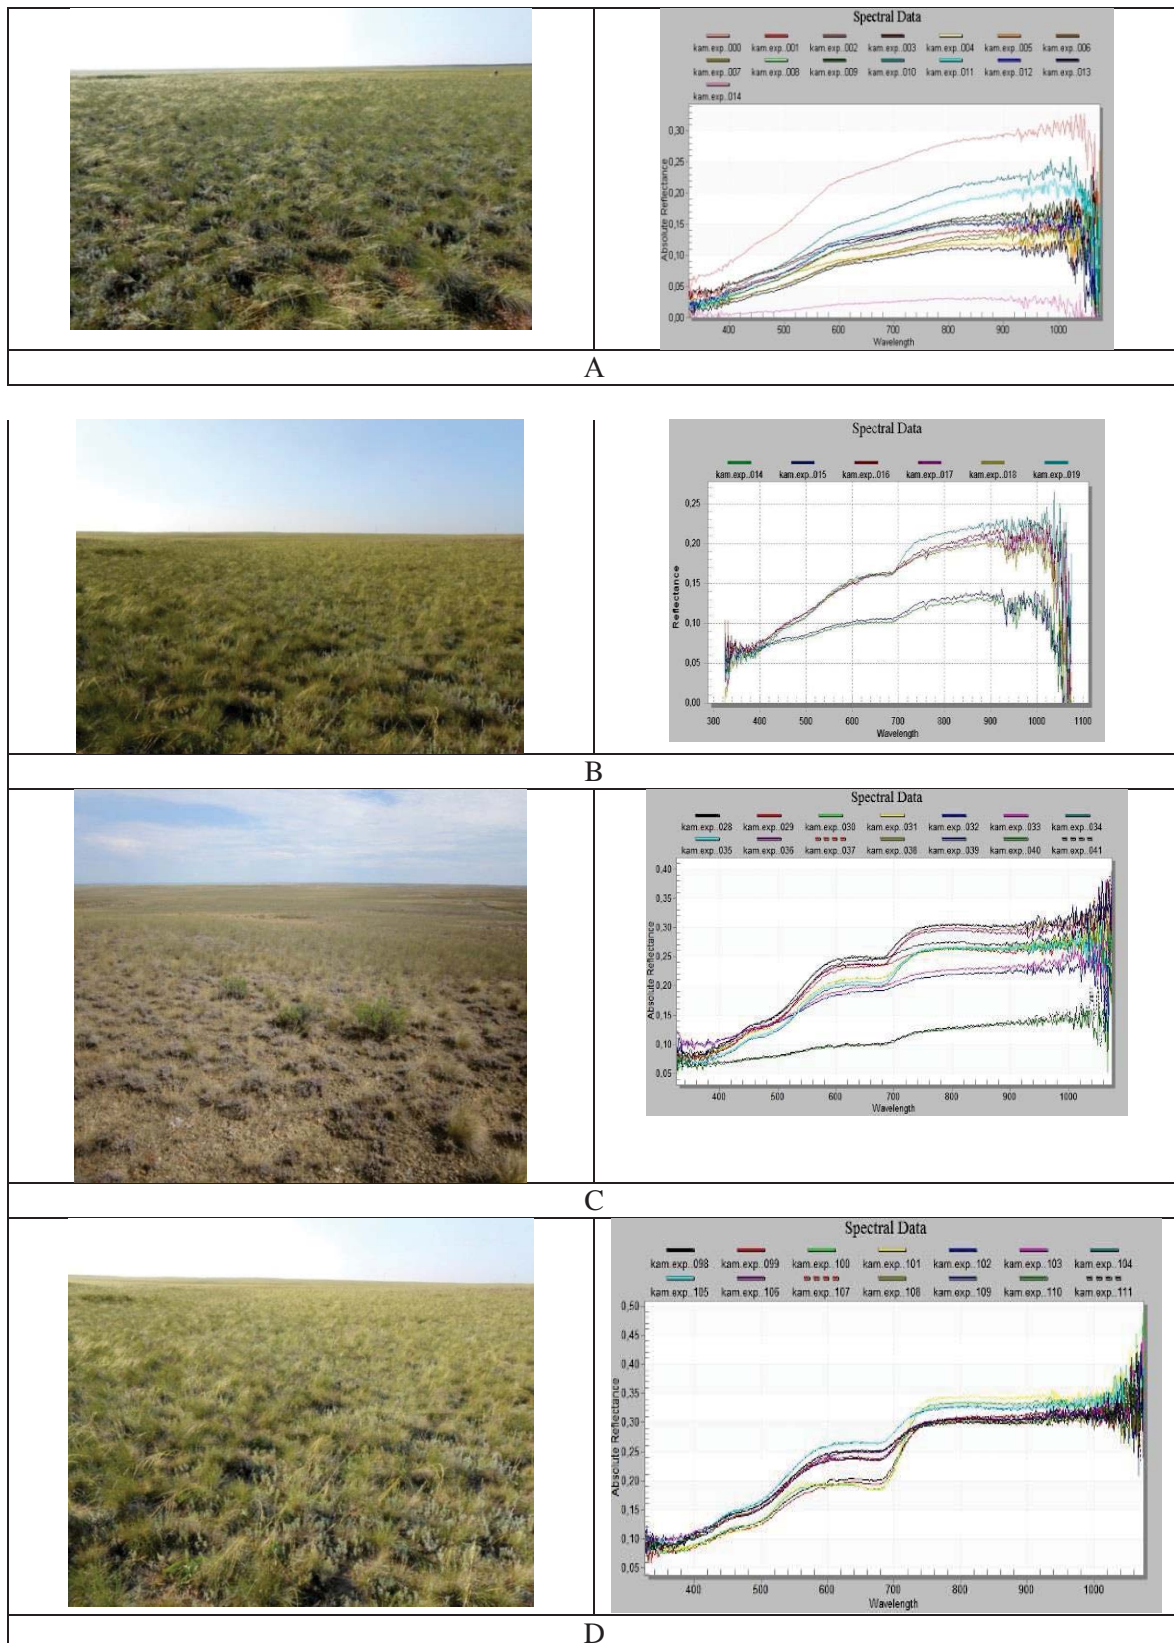 Spectral Data
kam.exp..000 kam.exp..001 kam.exp..002 kam.exp..003 kam.exp..004 kam.exp..005 kam.exp..006
kam.exp..007 kam.exp..008 kam.exp..009 kam.exp..010 kam.exp..011 kam.exp..012 kam.exp..013
kam.exp..014
0,30
0,25
0,20
0,15
0,10
0,05
0,00
Absolute Reflectance
400 500 600 700 800 900 1000
Wavelength
A
Spectral Data
kam.exp..014 kam.exp..015 kam.exp..016 kam.exp..017 kam.exp..018 kam.exp..019
0,25
0,20
0,15
0,10
0,05
0,00
Reflectance
300 400 500 600 700 800 900 1000 1100
Wavelength
B
Spectral Data
kam.exp..028 kam.exp..029 kam.exp..030 kam.exp..031 kam.exp..032 kam.exp..033 kam.exp..034
kam.exp..035 kam.exp..036 kam.exp..037 kam.exp..038 kam.exp..039 kam.exp..040 kam.exp..041
0,40
0,35
0,30
0,25
0,20
0,15
0,10
0,05
Absolute Reflectance
400 500 600 700 800 900 1000
Wavelength
C
Spectral Data
kam.exp..098 kam.exp..099 kam.exp..100 kam.exp..101 kam.exp..102 kam.exp..103 kam.exp..104
kam.exp..105 kam.exp..106 kam.exp..107 kam.exp..108 kam.exp..109 kam.exp..110 kam.exp..111
0,50
0,45
0,40
0,35
0,30
0,25
0,20
0,15
0,10
0,05
Absolute Reflectance
400 500 600 700 800 900 1000
Wavelength
D